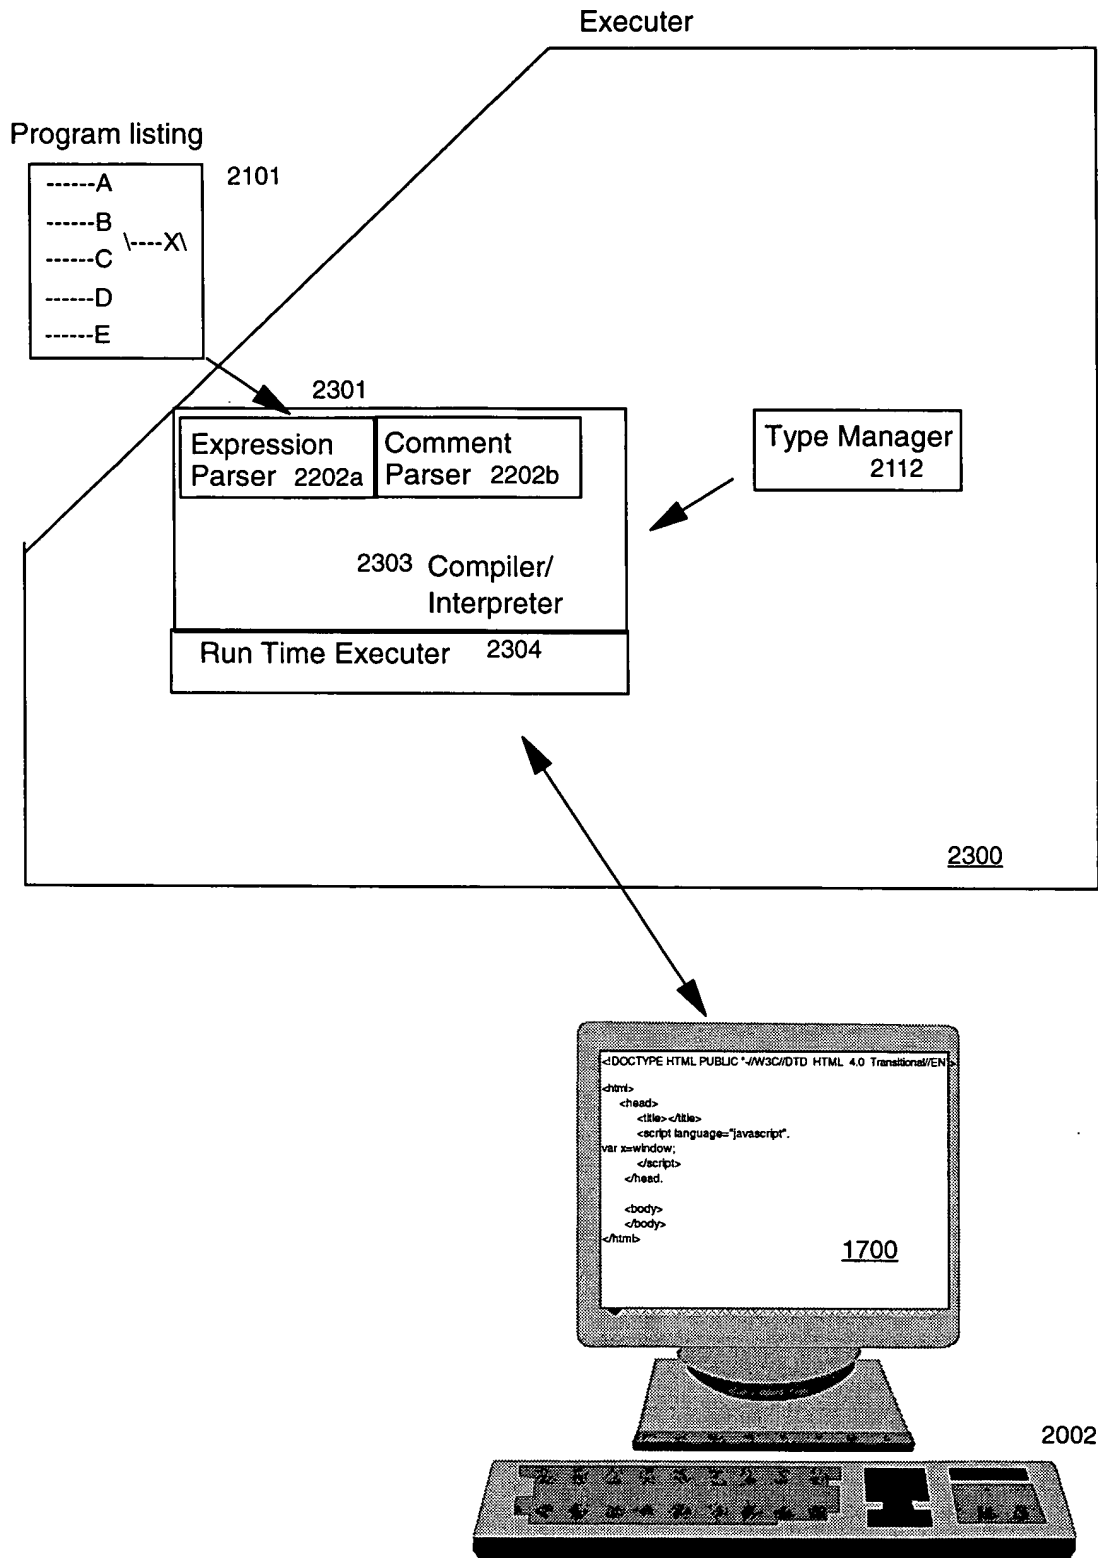 Executer
Program listing
2101
------A
------B
\----X\
------C
------D
------E
2301
Expression
Parser 2202a
Comment
Parser 2202b
Type Manager
2112
2303 Compiler/
Interpreter
Run Time Executer 2304
2300
<!DOCTYPE HTML PUBLIC "-//W3C//DTD HTML 4.0 Transitional//EN">
<html>
<head>
<title></title>
<script language="javascript".
var x=window;
</script>
</head.
<body>
</body>
</html>
1700
2002